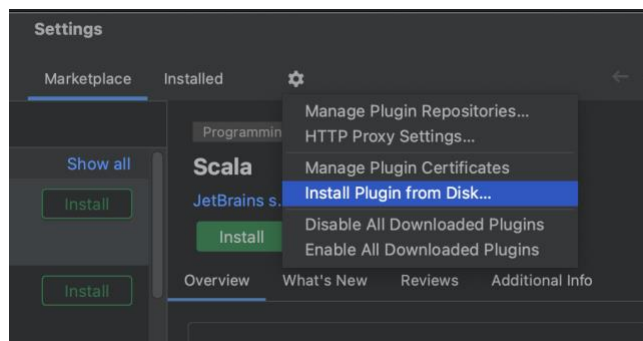 Settings
Marketplace Installed
Manage Plugin Repositories...
HTTP Proxy Settings...
Manage Plugin Certificates
Install Plugin from Disk...
Disable All Downloaded Plugins
Enable All Downloaded Plugins
Show all
Install
Install
Programmin
Scala
JetBrains s.
Install
Overview What's New Reviews Additional Info